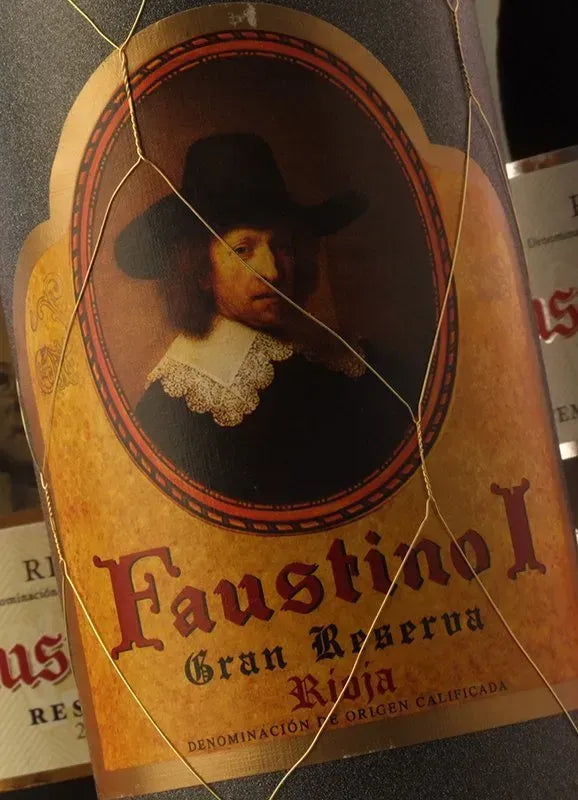 Faustino I
Gran Reserva
Rioja
DENOMINACIÓN DE ORIGEN CALIFICADA